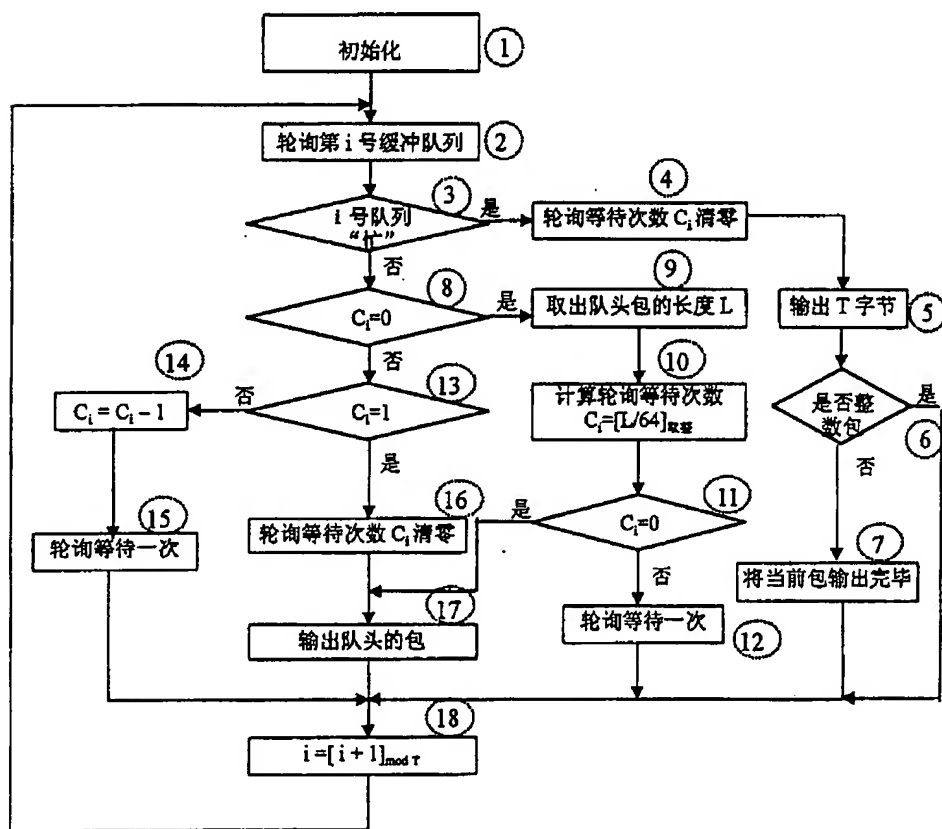 初始化
1
轮询第 i 号缓冲队列
2
i 号队列
“忙”
3
是
轮询等待次数 Ci 清零
4
否
输出 T 字节
5
Ci=0
8
是
取出队头包的长度 L
9
否
是否整
数包
是
6
Ci=1
13
否
Ci = Ci – 1
14
计算轮询等待次数
Ci=[L/64]取整
10
否
是
轮询等待一次
15
轮询等待次数 Ci 清零
16
是
Ci=0
11
将当前包输出完毕
7
否
输出队头的包
17
轮询等待一次
12
i =[ i + 1]mod T
18